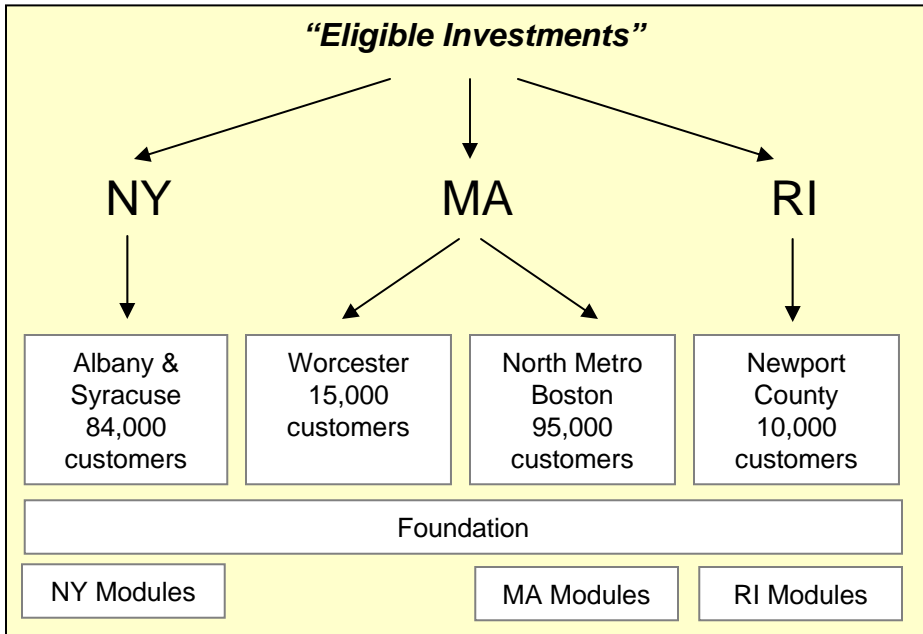 “Eligible Investments”
NY
MA
RI
Albany &
Syracuse
84,000
customers
Worcester
15,000
customers
North Metro
Boston
95,000
customers
Newport
County
10,000
customers
Foundation
NY Modules
MA Modules
RI Modules